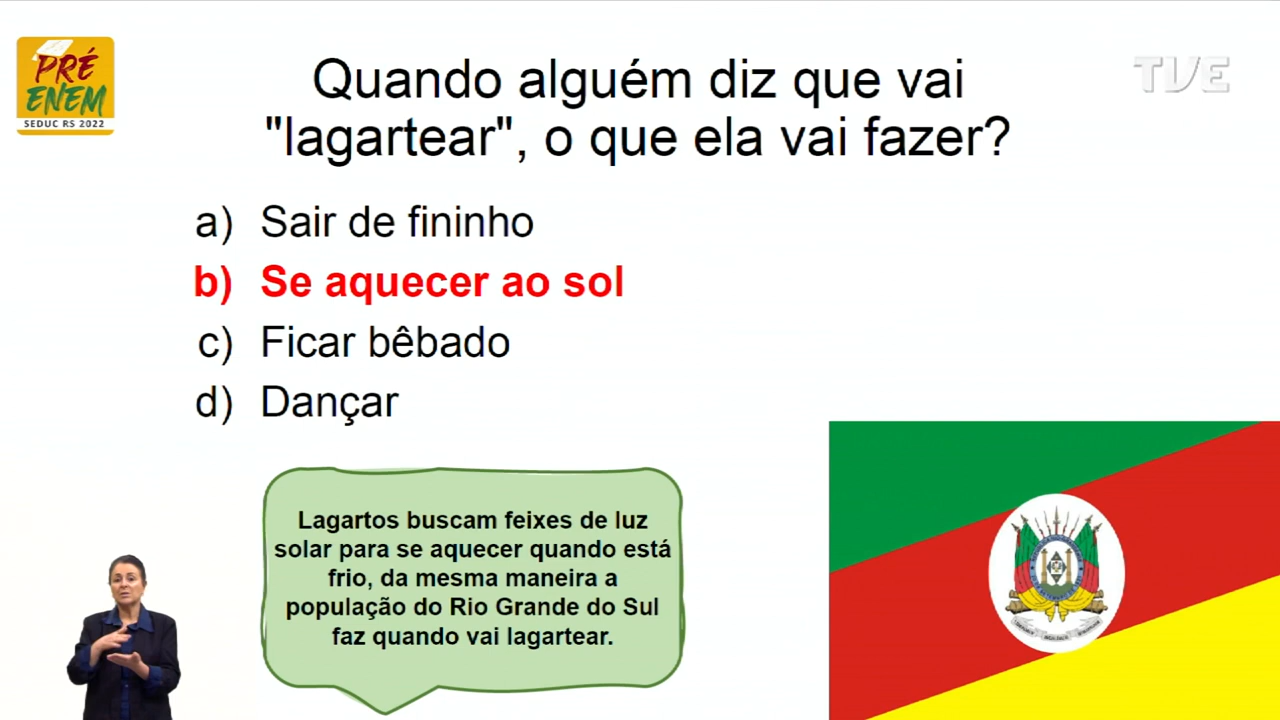 PRÉ
ENEM
SEDUC RS 2022
TVE
Quando alguém diz que vai
"lagartear", o que ela vai fazer?
a) Sair de fininho
b) Se aquecer ao sol
c) Ficar bêbado
d) Dançar
Lagartos buscam feixes de luz
solar para se aquecer quando está
frio, da mesma maneira a
população do Rio Grande do Sul
faz quando vai lagartear.